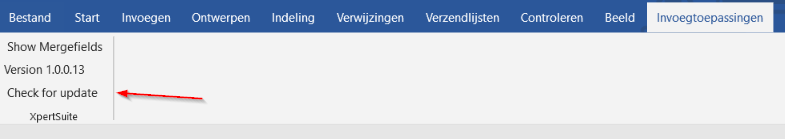 Bestand Start Invoegen Ontwerpen Indeling Verwijzingen Verzendlijsten Controleren Beeld Invoegtoepassingen
Show Mergefields
Version 1.0.0.13
Check for update
XpertSuite